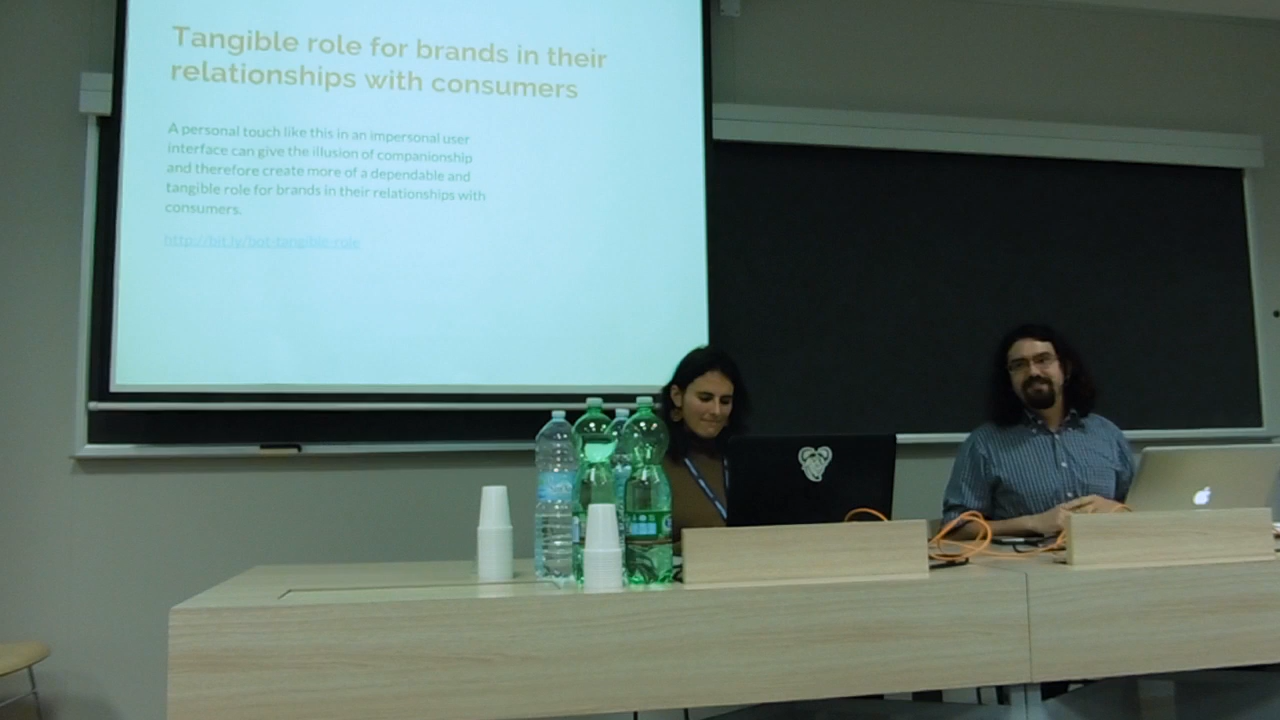 Tangible role for brands in their
relationships with consumers
A personal touch like this in an impersonal user
interface can give the illusion of companionship
and therefore create more of a dependable and
tangible role for brands in their relationships with
consumers.
http://bit.ly/bot-tangible-role